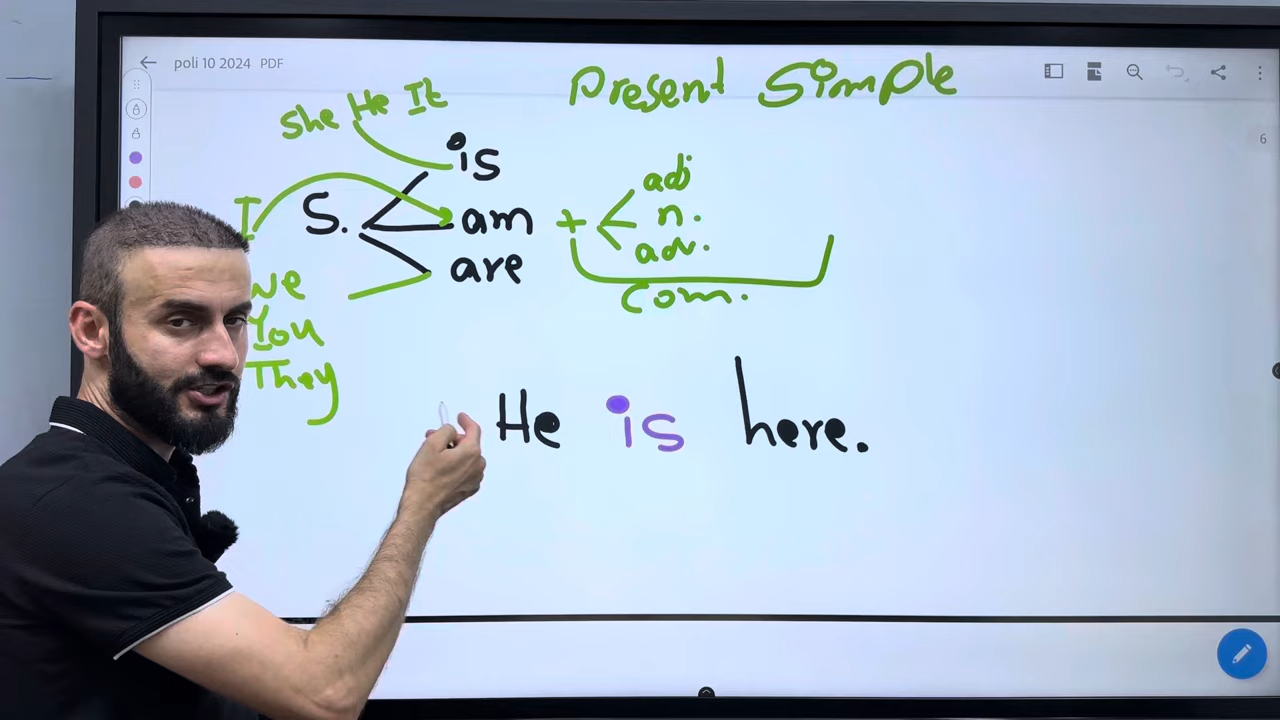 poli 10 2024 PDF
Present Simple
She He It
6
is
adj
I S. am + n.
adv.
are
We
com.
You
They
He is here.